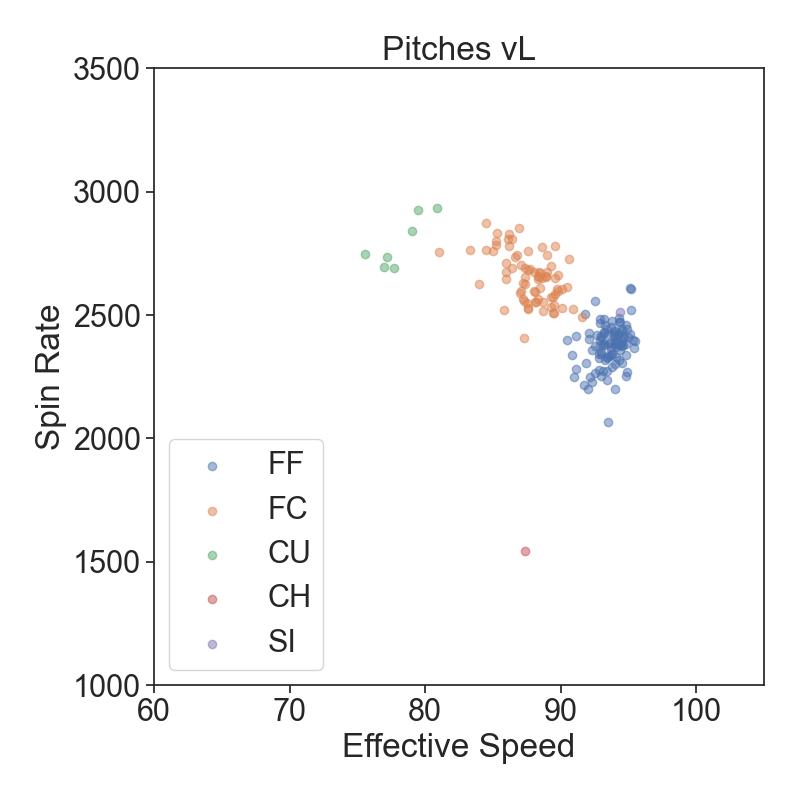 Pitches vL
3500
3000
2500
2000
1500
1000
Spin Rate
FF
FC
CU
CH
SI
60 70 80 90 100
Effective Speed